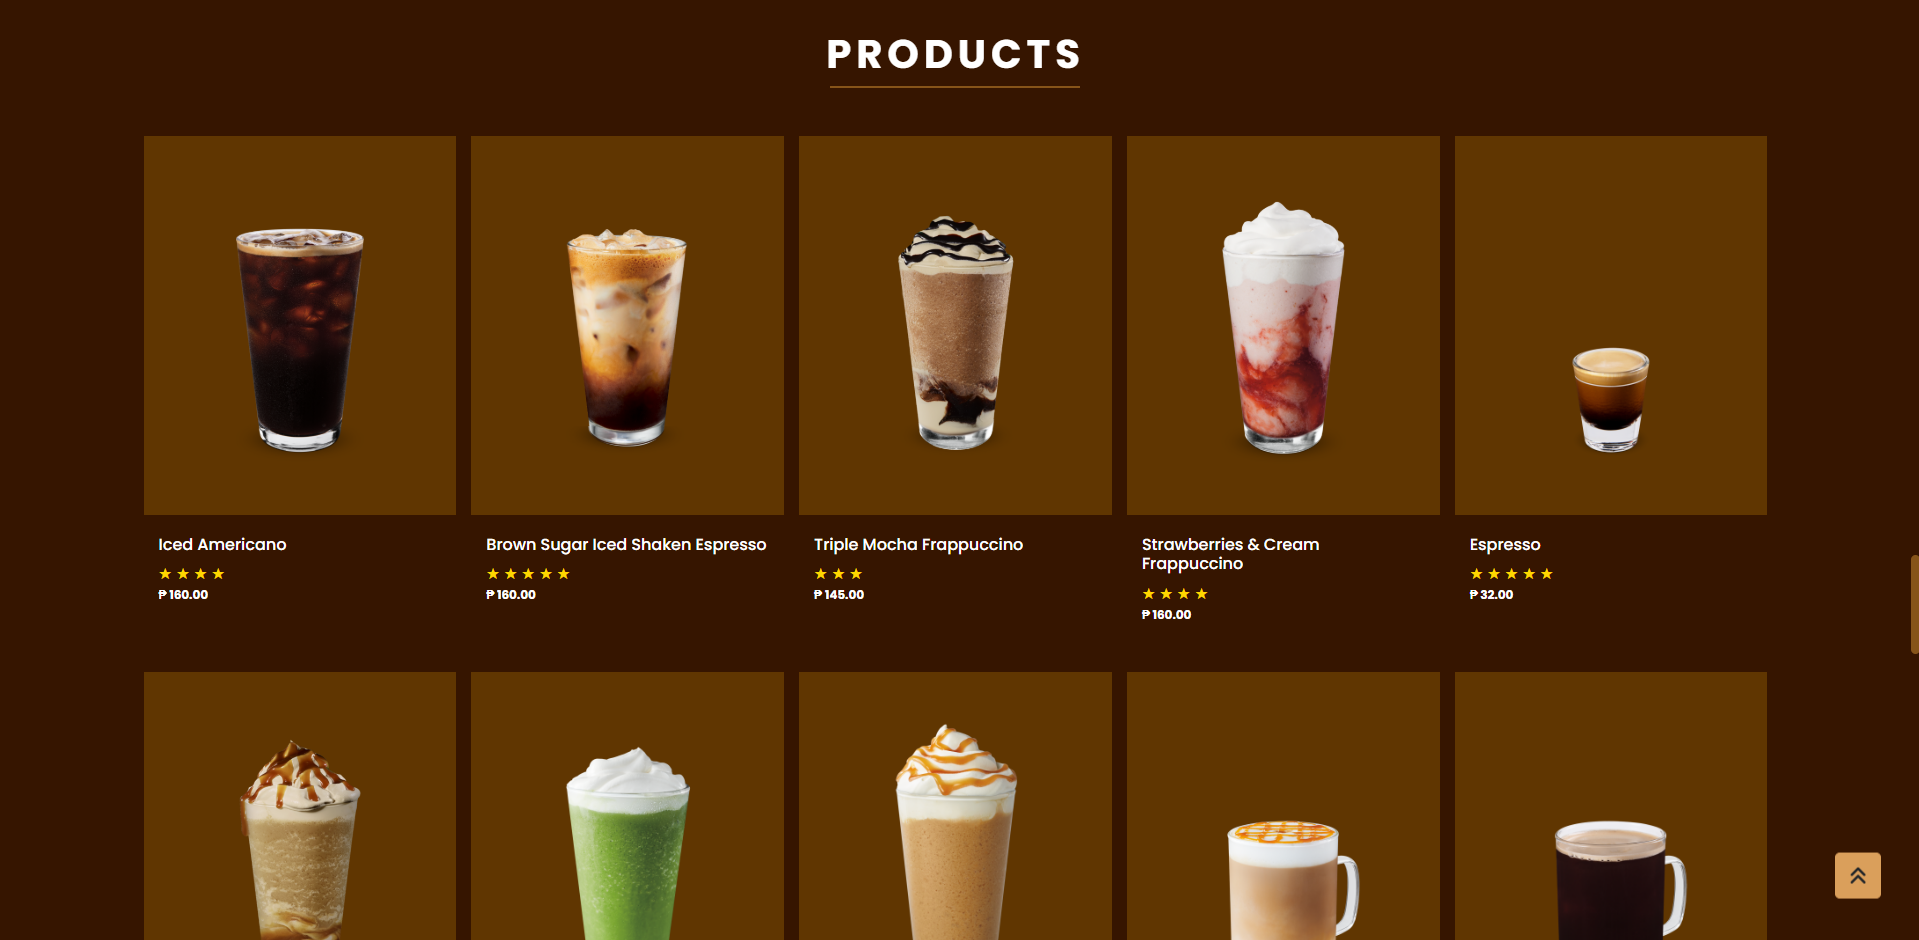 PRODUCTS
Iced Americano
★ ★ ★ ★
₱ 160.00
Brown Sugar Iced Shaken Espresso
★ ★ ★ ★ ★
₱ 160.00
Triple Mocha Frappuccino
★ ★ ★
₱ 145.00
Strawberries & Cream
Frappuccino
★ ★ ★ ★
₱ 160.00
Espresso
★ ★ ★ ★ ★
₱ 32.00